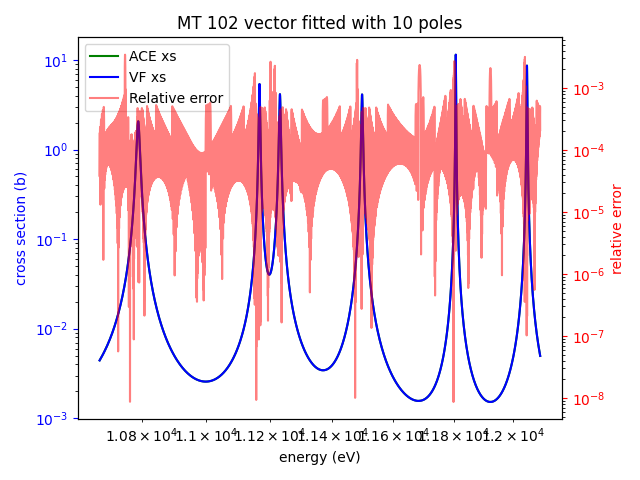 MT 102 vector fitted with 10 poles
ACE xs
VF xs
Relative error
cross section (b)
10¹
10⁰
10⁻¹
10⁻²
10⁻³
relative error
10⁻³
10⁻⁴
10⁻⁵
10⁻⁶
10⁻⁷
10⁻⁸
1.08 × 10⁴ 1.1 × 10⁴ 1.12 × 10⁴ 1.14 × 10⁴ 1.16 × 10⁴ 1.18 × 10⁴ 1.2 × 10⁴
energy (eV)